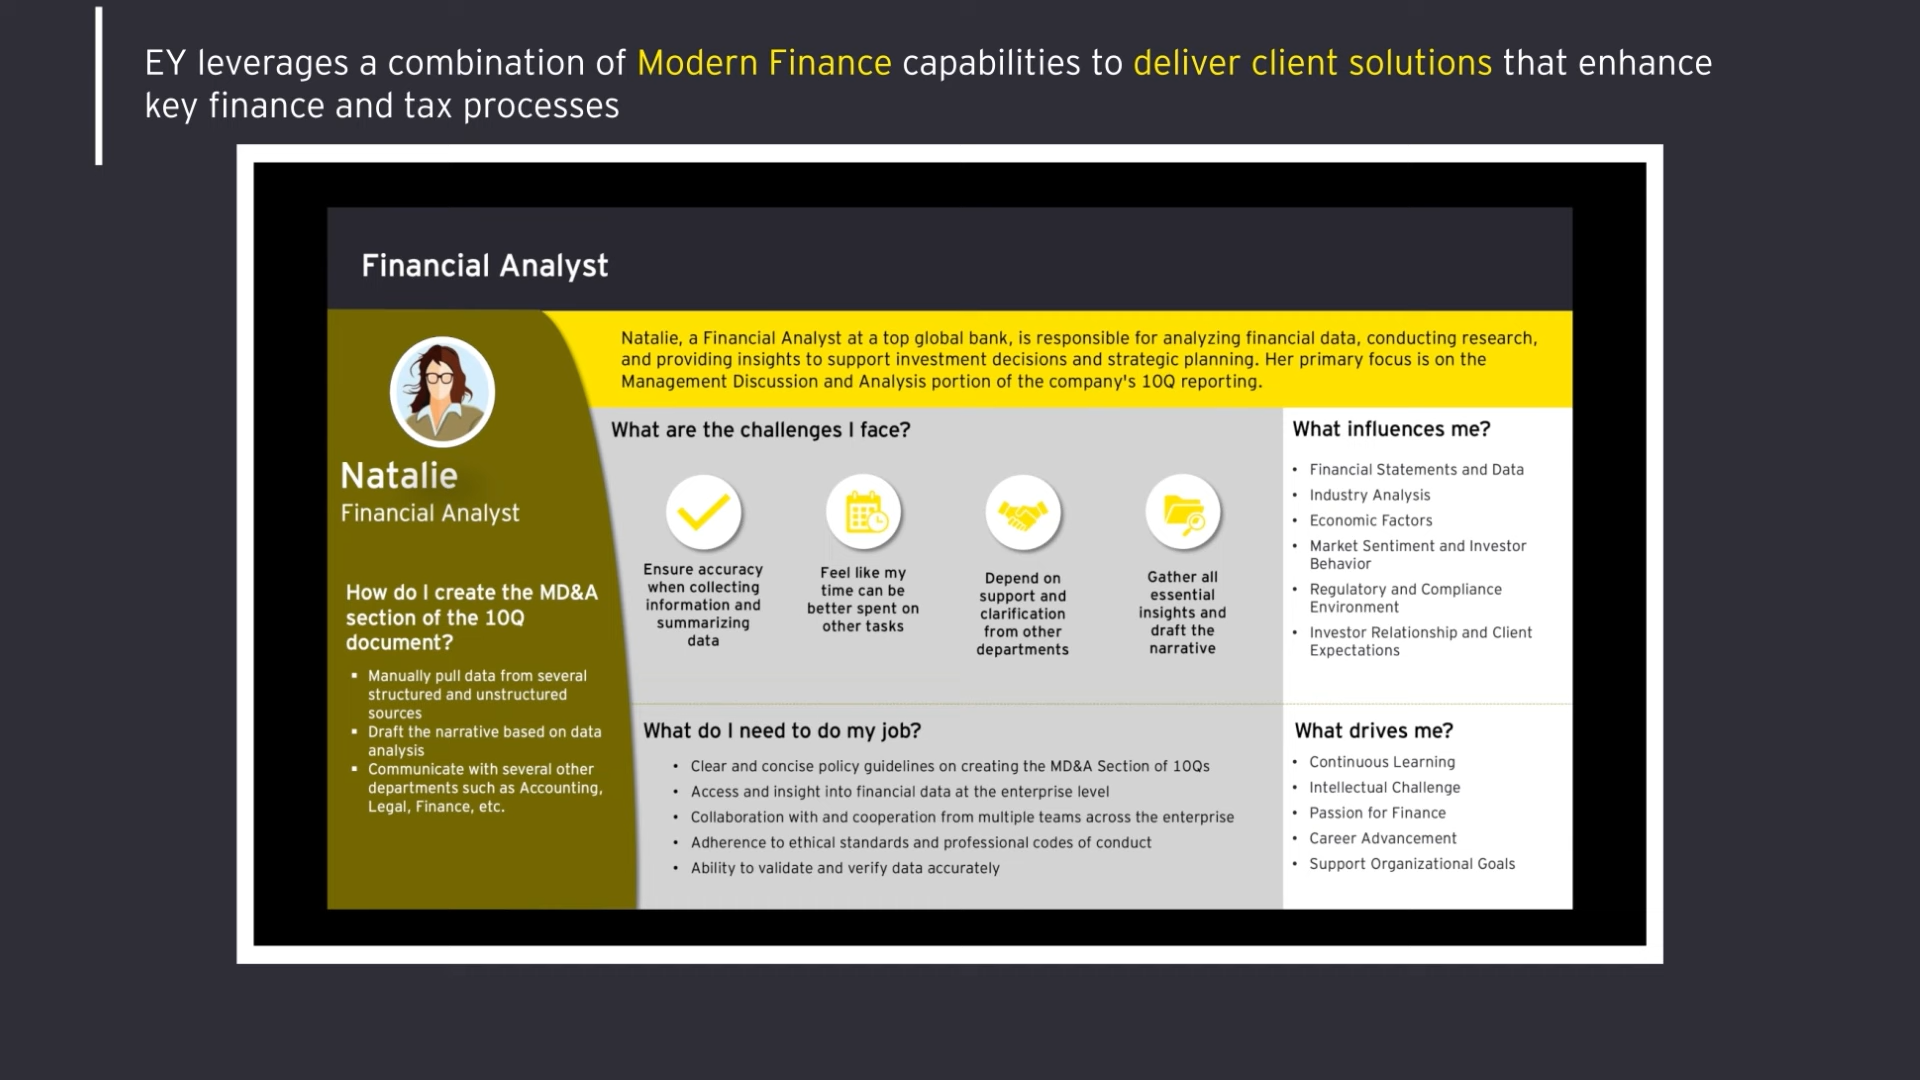 EY leverages a combination of Modern Finance capabilities to deliver client solutions that enhance
key finance and tax processes
Financial Analyst
Natalie
Financial Analyst
How do I create the MD&A
section of the 10Q
document?
▪ Manually pull data from several
structured and unstructured
sources
▪ Draft the narrative based on data
analysis
▪ Communicate with several other
departments such as Accounting,
Legal, Finance, etc.
Natalie, a Financial Analyst at a top global bank, is responsible for analyzing financial data, conducting research,
and providing insights to support investment decisions and strategic planning. Her primary focus is on the
Management Discussion and Analysis portion of the company's 10Q reporting.
What are the challenges I face?
Ensure accuracy
when collecting
information and
summarizing
data
Feel like my
time can be
better spent on
other tasks
Depend on
support and
clarification
from other
departments
Gather all
essential
insights and
draft the
narrative
What do I need to do my job?
• Clear and concise policy guidelines on creating the MD&A Section of 10Qs
• Access and insight into financial data at the enterprise level
• Collaboration with and cooperation from multiple teams across the enterprise
• Adherence to ethical standards and professional codes of conduct
• Ability to validate and verify data accurately
What influences me?
• Financial Statements and Data
• Industry Analysis
• Economic Factors
• Market Sentiment and Investor
Behavior
• Regulatory and Compliance
Environment
• Investor Relationship and Client
Expectations
What drives me?
• Continuous Learning
• Intellectual Challenge
• Passion for Finance
• Career Advancement
• Support Organizational Goals